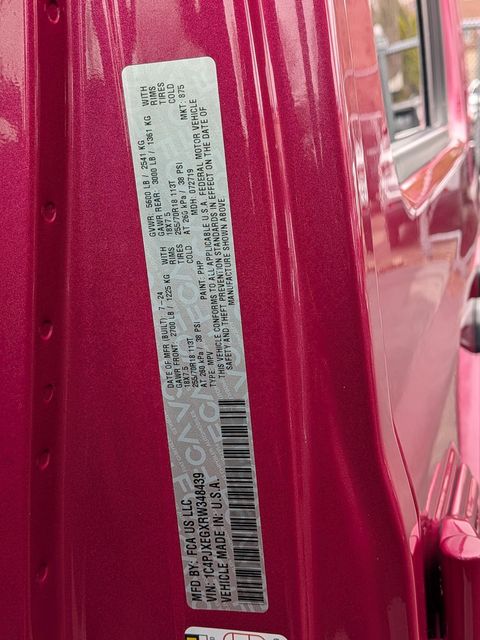 MFD BY: FCA US LLC
DATE OF MFR (BUILT): 7-24
GVWR: 5600 LB / 2541 KG
GAWR FRONT: 2700 LB / 1225 KG WITH
GAWR REAR: 3000 LB / 1361 KG WITH
18X7.5 RIMS
18X7.5 RIMS
255/70R18 113T TIRES
255/70R18 113T TIRES
AT 260 kPa / 38 PSI COLD
AT 260 kPa / 38 PSI COLD
TYPE: MPV
PAINT: PHP
MDH: 072719
MKT: 875
THIS VEHICLE CONFORMS TO ALL APPLICABLE U.S.A. FEDERAL MOTOR VEHICLE
SAFETY AND THEFT PREVENTION STANDARDS IN EFFECT ON THE DATE OF
MANUFACTURE SHOWN ABOVE.
VIN: 1C4PJXEGXRW348439
VEHICLE MADE IN: U.S.A.